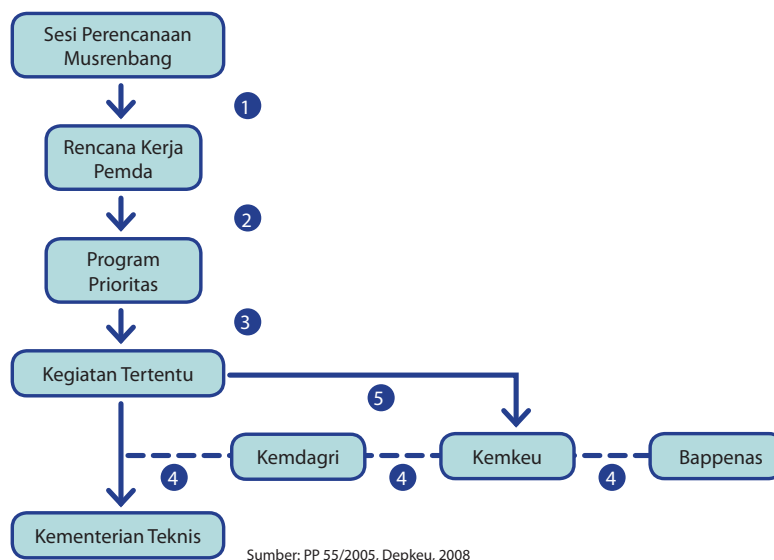 Sesi Perencanaan
Musrenbang
1
Rencana Kerja
Pemda
2
Program
Prioritas
3
Kegiatan Tertentu
5
4
Kemdagri
4
Kemkeu
4
Bappenas
Kementerian Teknis
Sumber: PP 55/2005, Depkeu, 2008